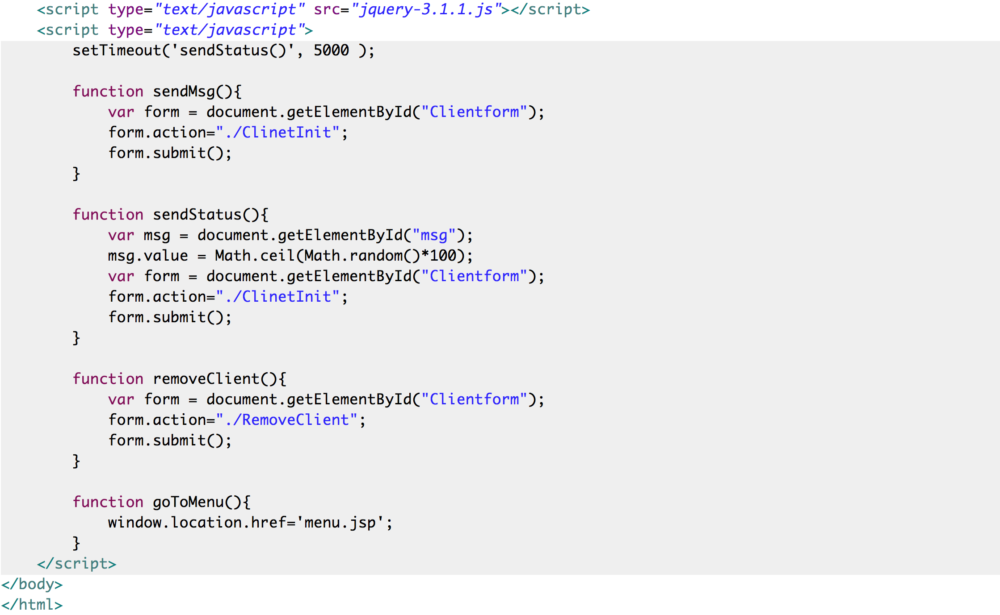 <script type="text/javascript" src="jquery-3.1.1.js"></script>
<script type="text/javascript">
setTimeout('sendStatus()', 5000 );
function sendMsg(){
var form = document.getElementById("Clientform");
form.action="./ClinetInit";
form.submit();
}
function sendStatus(){
var msg = document.getElementById("msg");
msg.value = Math.ceil(Math.random()*100);
var form = document.getElementById("Clientform");
form.action="./ClinetInit";
form.submit();
}
function removeClient(){
var form = document.getElementById("Clientform");
form.action="./RemoveClient";
form.submit();
}
function goToMenu(){
window.location.href='menu.jsp';
}
</script>
</body>
</html>